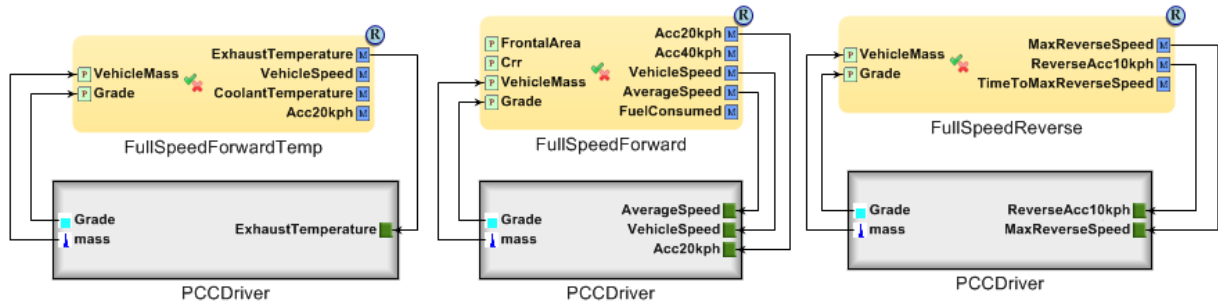 R
ExhaustTemperature M
P VehicleMass
VehicleSpeed M
P Grade
CoolantTemperature M
Acc20kph M
FullSpeedForwardTemp
Grade
mass
ExhaustTemperature
PCCDriver
R
Acc20kph M
P FrontalArea
Acc40kph M
P Crr
VehicleSpeed M
P VehicleMass
AverageSpeed M
P Grade
FuelConsumed M
FullSpeedForward
AverageSpeed
Grade
VehicleSpeed
mass
Acc20kph
PCCDriver
R
MaxReverseSpeed M
P VehicleMass
ReverseAcc10kph M
P Grade
TimeToMaxReverseSpeed M
FullSpeedReverse
Grade
ReverseAcc10kph
mass
MaxReverseSpeed
PCCDriver